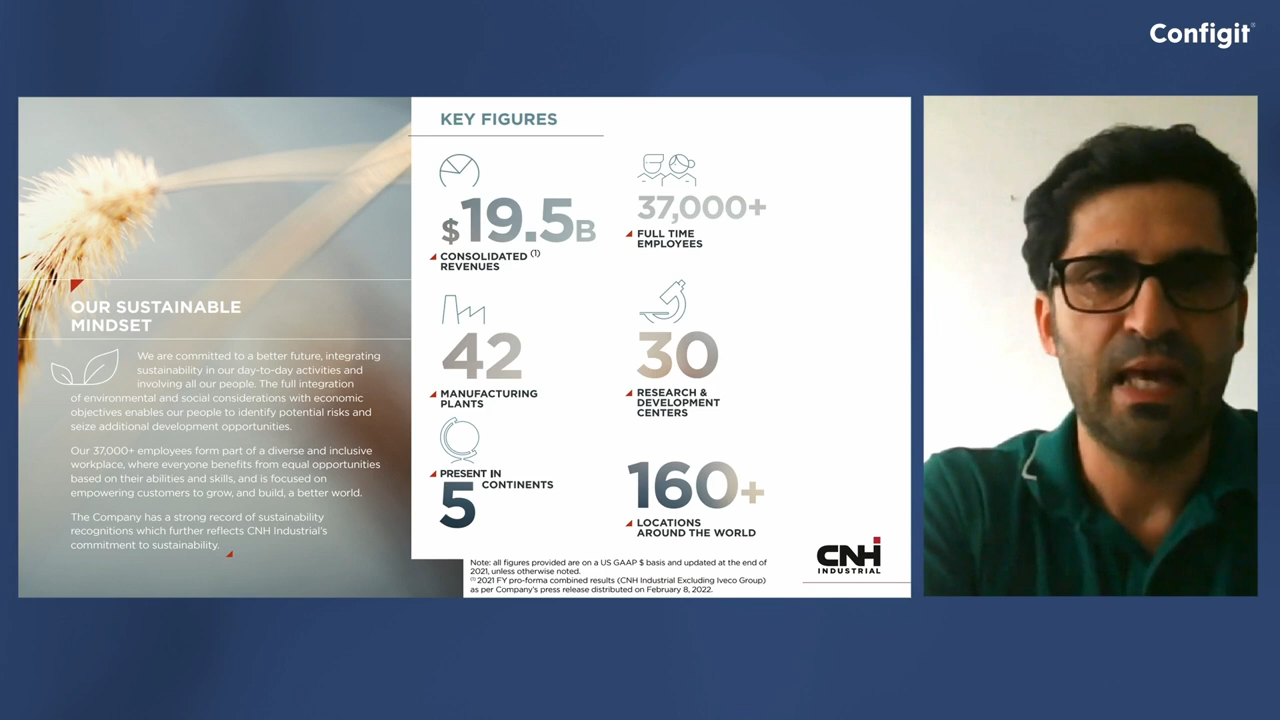 Configit
OUR SUSTAINABLE
MINDSET
We are committed to a better future, integrating
sustainability in our day-to-day activities and
involving all our people. The full integration
of environmental and social considerations with economic
objectives enables our people to identify potential risks and
seize additional development opportunities.
Our 37,000+ employees form part of a diverse and inclusive
workplace, where everyone benefits from equal opportunities
based on their abilities and skills, and is focused on
empowering customers to grow, and build, a better world.
The Company has a strong record of sustainability
recognitions which further reflects CNH Industrial's
commitment to sustainability.
KEY FIGURES
$19.5B
CONSOLIDATED (1)
REVENUES
37,000+
FULL TIME
EMPLOYEES
42
MANUFACTURING
PLANTS
30
RESEARCH &
DEVELOPMENT
CENTERS
PRESENT IN
5 CONTINENTS
160+
LOCATIONS
AROUND THE WORLD
Note: all figures provided are on a US GAAP $ basis and updated at the end of
2021, unless otherwise noted.
(1) 2021 FY pro-forma combined results (CNH Industrial Excluding Iveco Group)
as per Company's press release distributed on February 8, 2022.
CNH
INDUSTRIAL